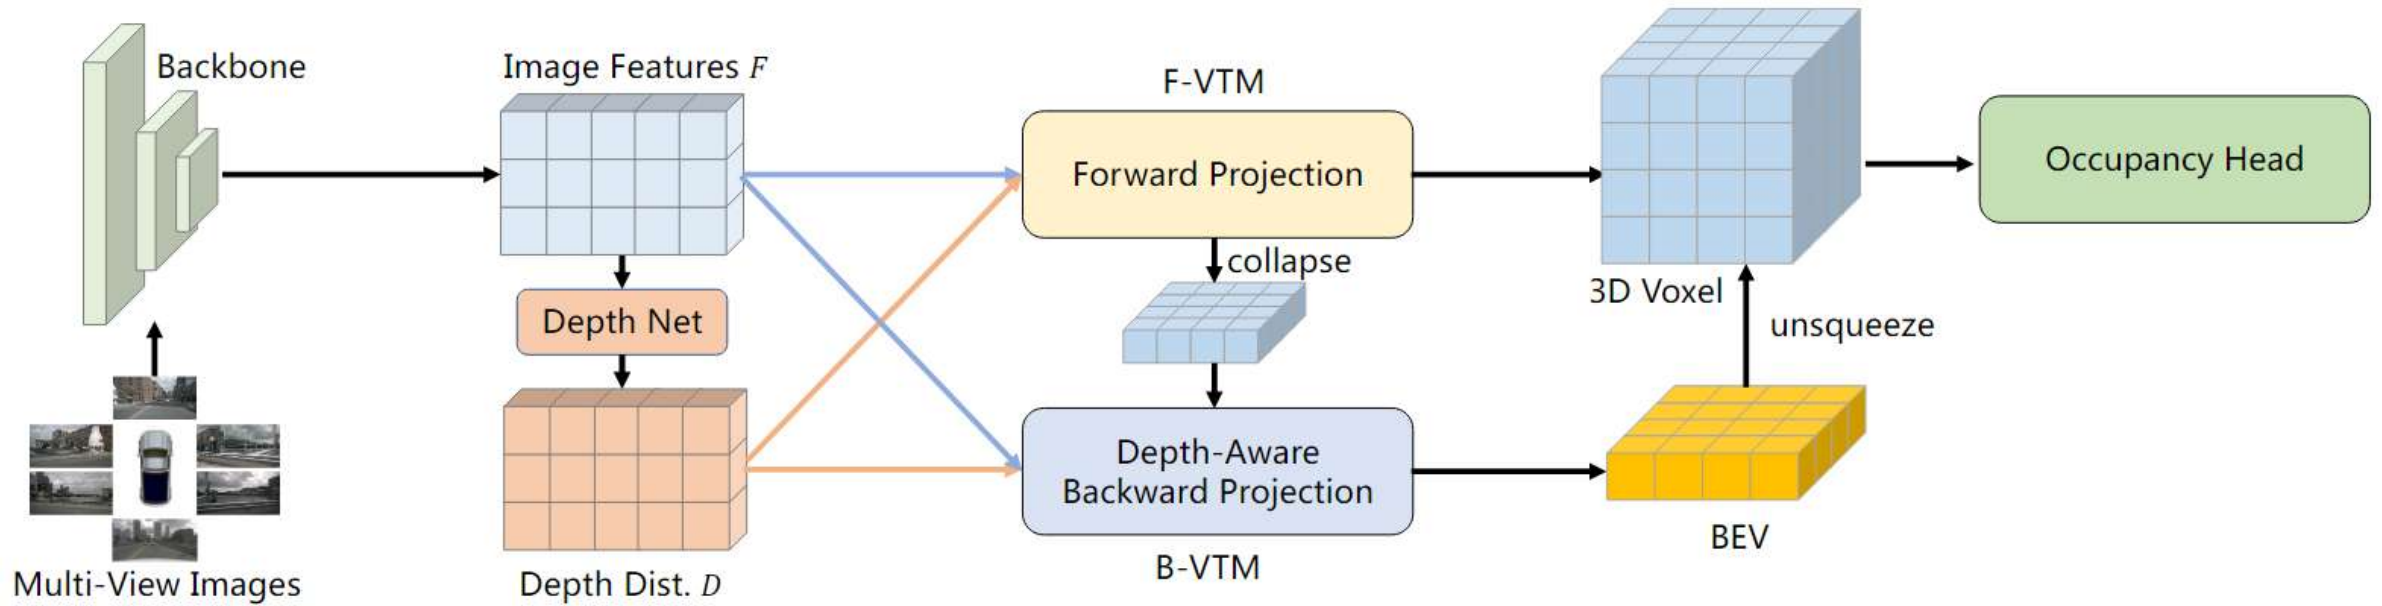 Backbone
Multi-View Images
Image Features F
Depth Net
Depth Dist. D
F-VTM
Forward Projection
collapse
Depth-Aware
Backward Projection
B-VTM
3D Voxel
unsqueeze
BEV
Occupancy Head